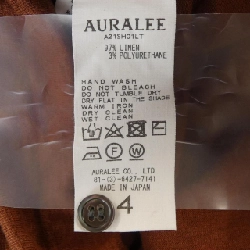 AURALEE
A21SH01LT
97% LINEN
3% POLYURETHANE
HAND WASH
DO NOT BLEACH
DO NOT TUMBLE DRY
DRY FLAT IN THE SHADE
WARM IRON
DRY CLEAN
WET CLEAN
AURALEE CO., LTD.
81-(3)-6427-7141
MADE IN JAPAN
4